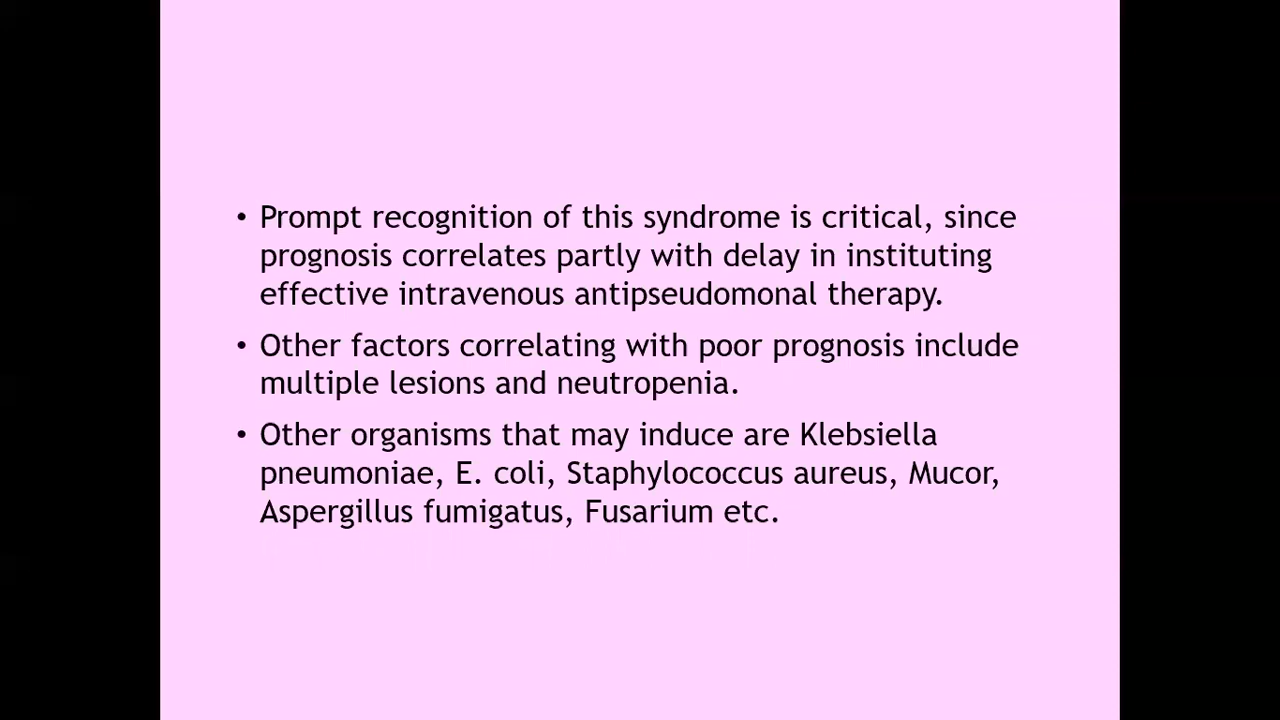 • Prompt recognition of this syndrome is critical, since
prognosis correlates partly with delay in instituting
effective intravenous antipseudomonal therapy.
• Other factors correlating with poor prognosis include
multiple lesions and neutropenia.
• Other organisms that may induce are Klebsiella
pneumoniae, E. coli, Staphylococcus aureus, Mucor,
Aspergillus fumigatus, Fusarium etc.